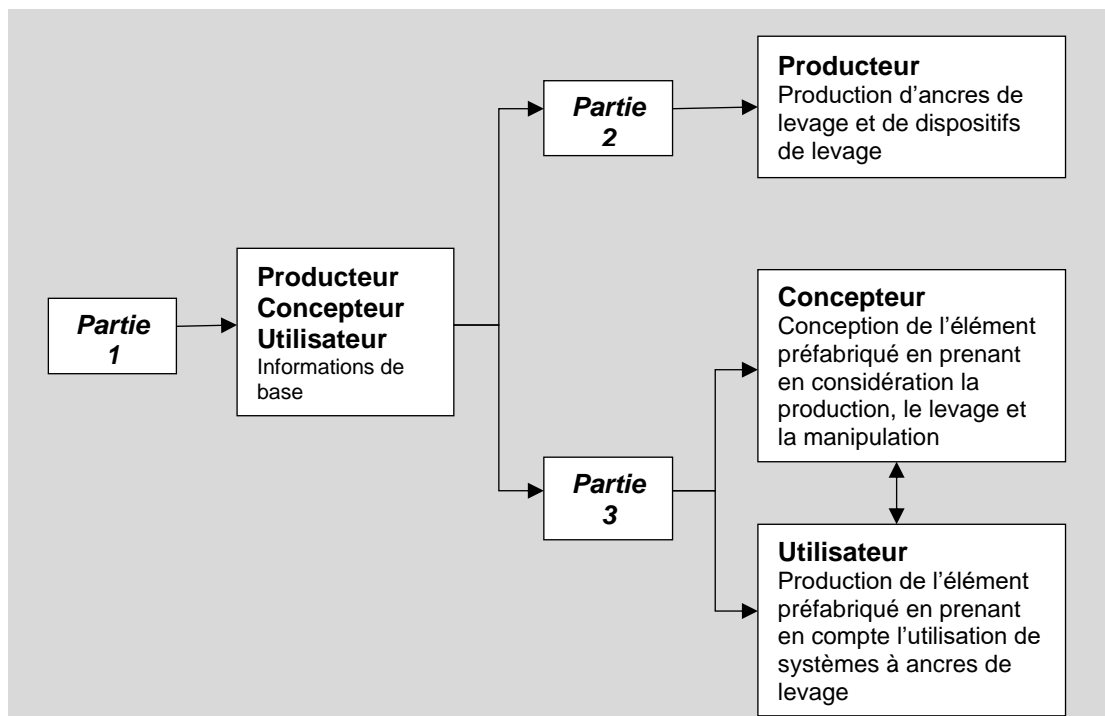 Partie
1
Producteur
Concepteur
Utilisateur
Informations de
base
Partie
2
Producteur
Production d’ancres de
levage et de dispositifs
de levage
Partie
3
Concepteur
Conception de l’élément
préfabriqué en prenant
en considération la
production, le levage et
la manipulation
Utilisateur
Production de l’élément
préfabriqué en prenant
en compte l’utilisation de
systèmes à ancres de
levage